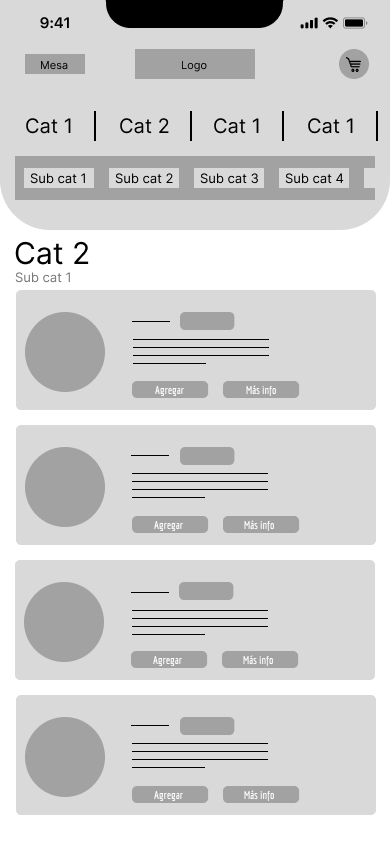 9:41
Mesa
Logo
Cat 1 Cat 2 Cat 1 Cat 1
Sub cat 1 Sub cat 2 Sub cat 3 Sub cat 4
Cat 2
Sub cat 1
Agregar Más info
Agregar Más info
Agregar Más info
Agregar Más info